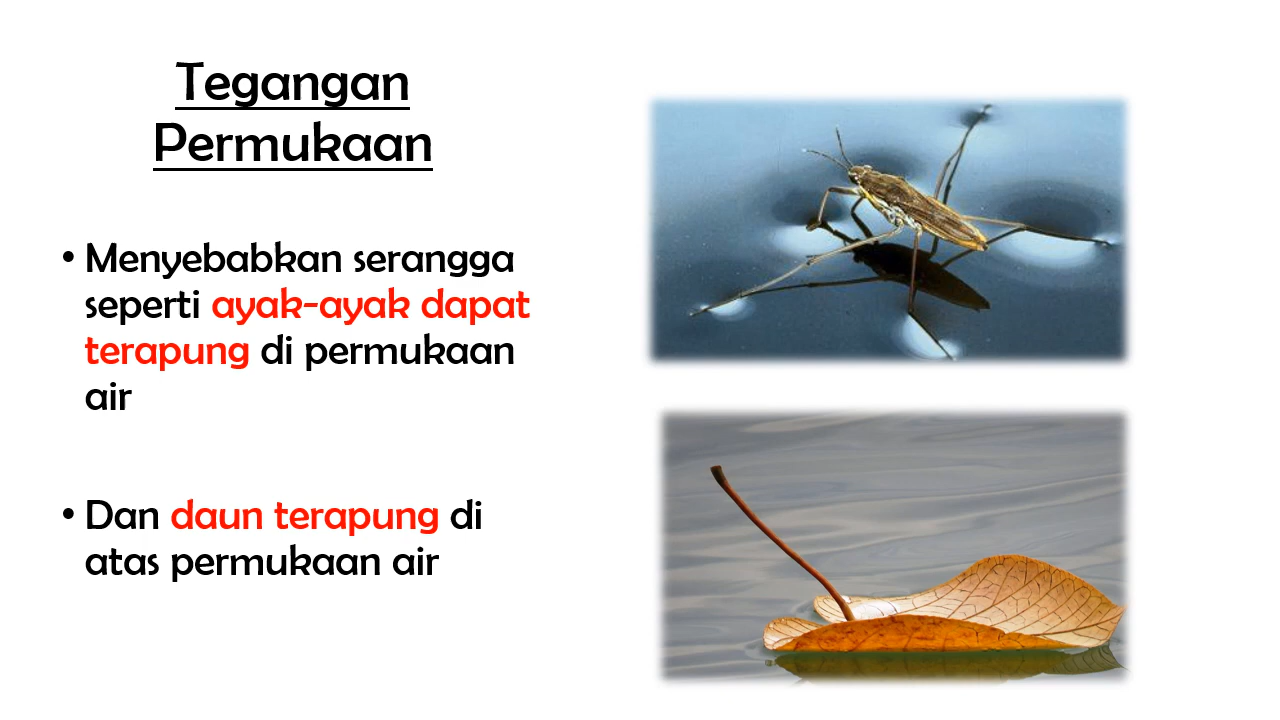 Tegangan
Permukaan
• Menyebabkan serangga
seperti ayak-ayak dapat
terapung di permukaan
air
• Dan daun terapung di
atas permukaan air